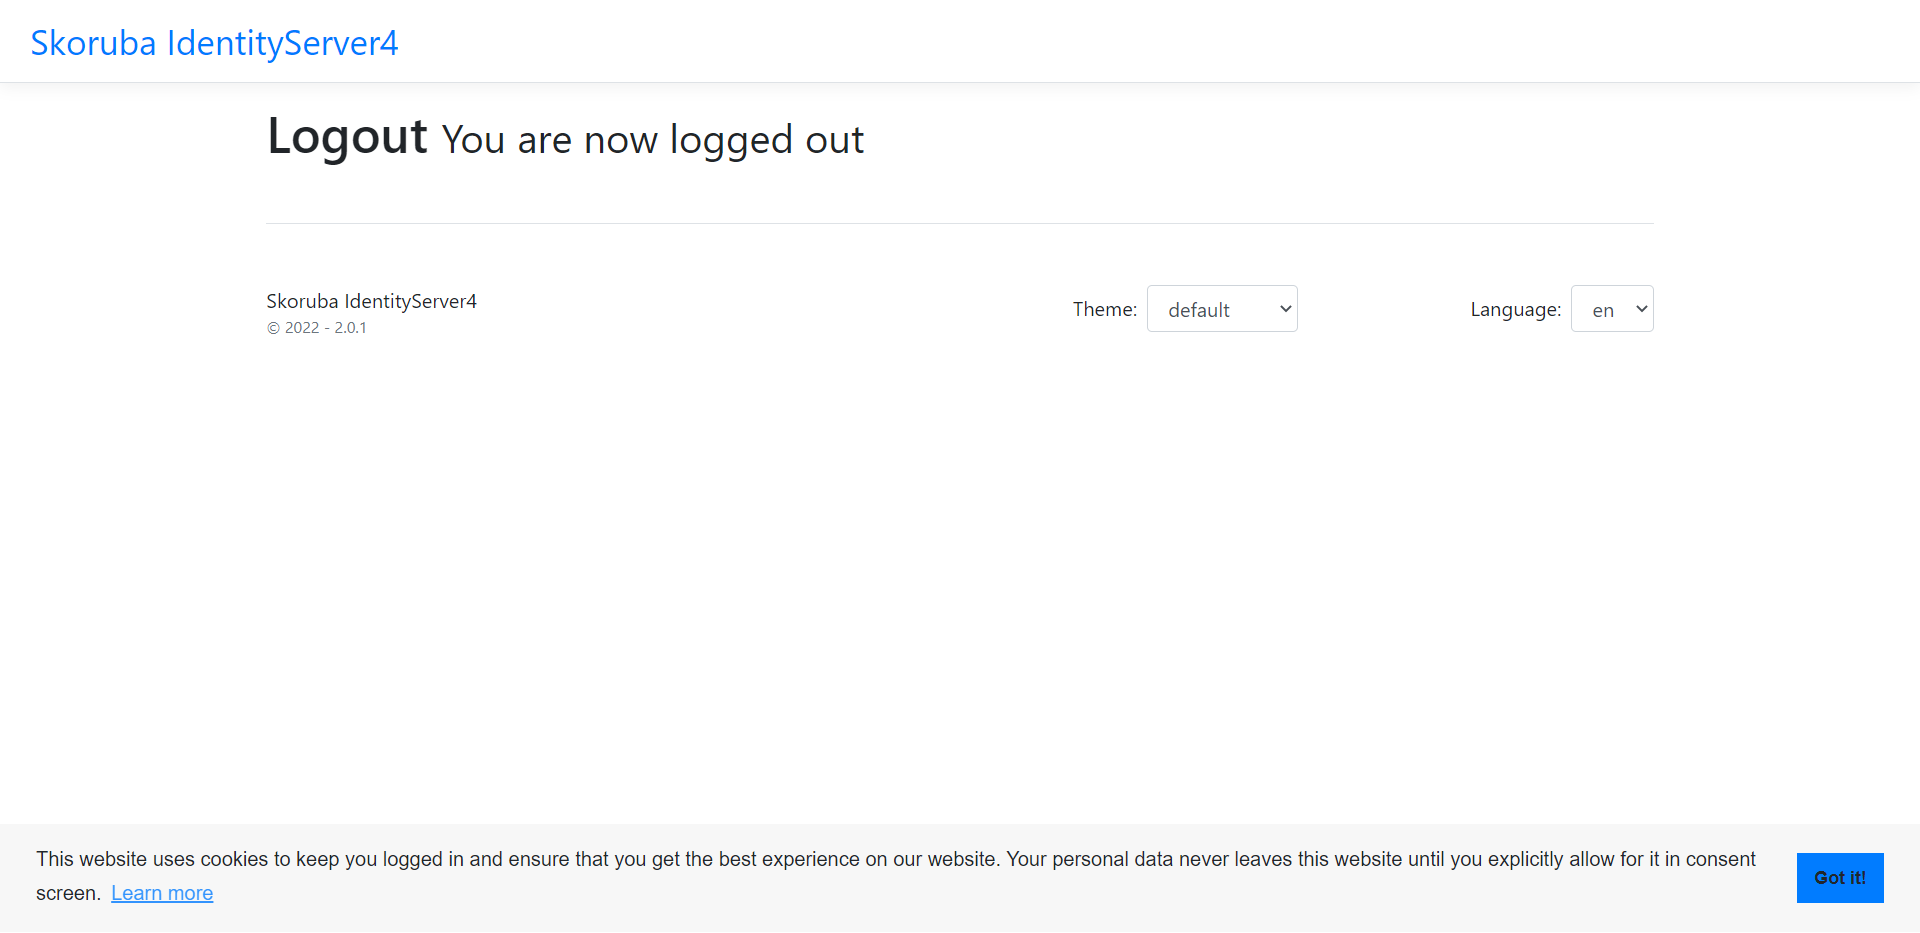 Skoruba IdentityServer4
Logout You are now logged out
Skoruba IdentityServer4
© 2022 - 2.0.1
Theme: default
Language: en
This website uses cookies to keep you logged in and ensure that you get the best experience on our website. Your personal data never leaves this website until you explicitly allow for it in consent
screen. Learn more
Got it!